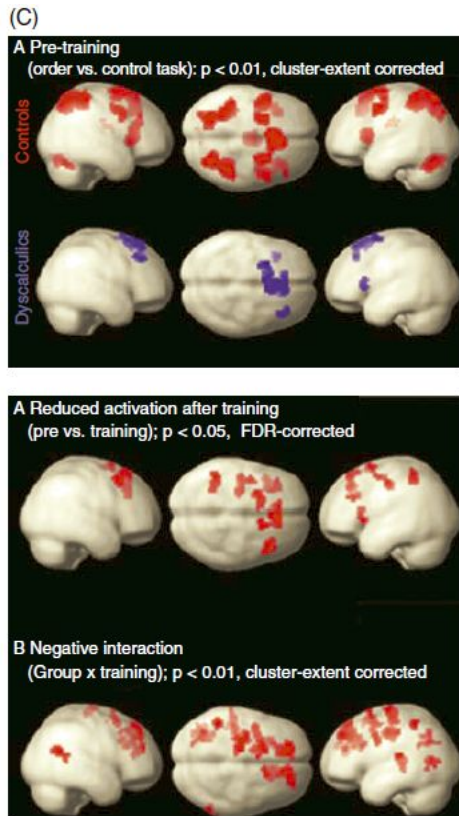 (C)
A Pre-training
(order vs. control task): p < 0.01, cluster-extent corrected
Controls
Dyscalculics
A Reduced activation after training
(pre vs. training); p < 0.05, FDR-corrected
B Negative interaction
(Group x training); p < 0.01, cluster-extent corrected